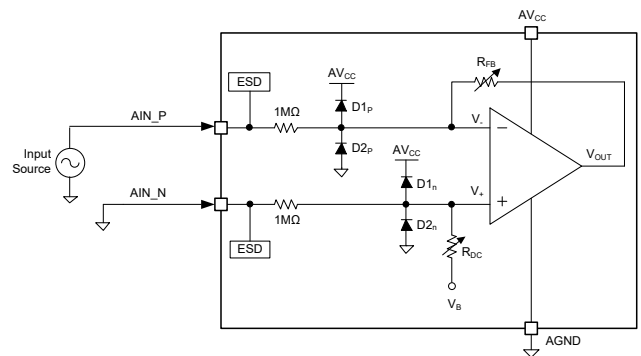 AVCC
ESD
AVCC
RFB
AIN_P
1MΩ
D1P
V-
Input
Source
D2P
VOUT
AVCC
AIN_N
D1n
V+
1MΩ
D2n
ESD
RDC
VB
AGND